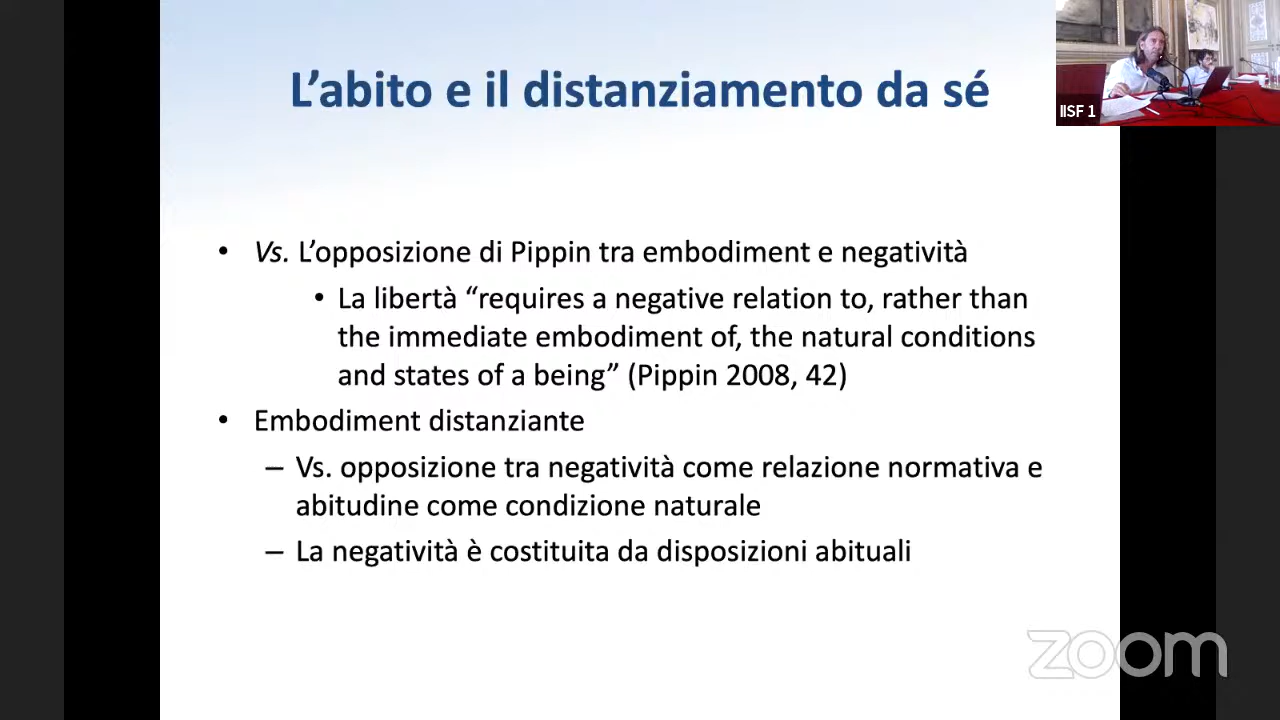 L'abito e il distanziamento da sé
IISF 1
• Vs. L'opposizione di Pippin tra embodiment e negatività
• La libertà “requires a negative relation to, rather than
the immediate embodiment of, the natural conditions
and states of a being” (Pippin 2008, 42)
• Embodiment distanziante
– Vs. opposizione tra negatività come relazione normativa e
abitudine come condizione naturale
– La negatività è costituita da disposizioni abituali
zoom